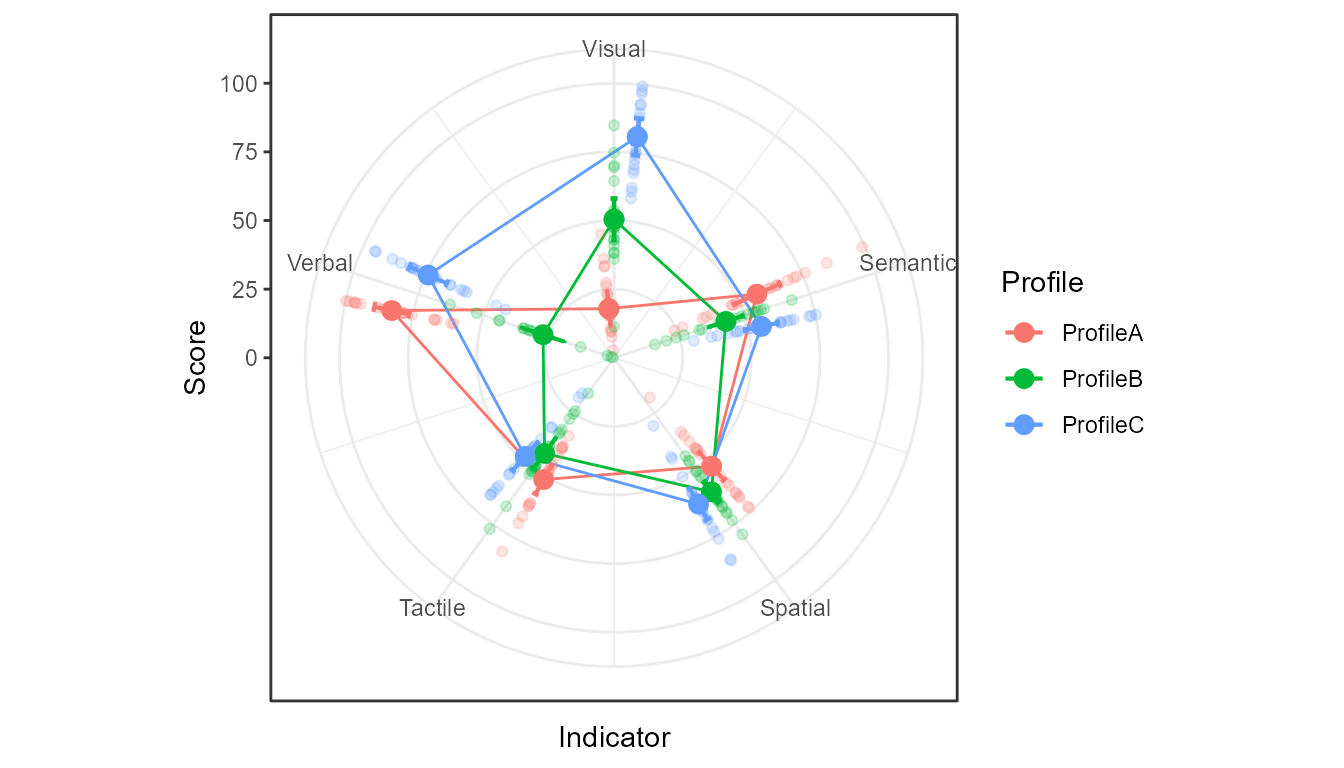 Visual
100
75
50
25
0
Verbal
Semantic
Tactile
Spatial
Score
Indicator
Profile
ProfileA
ProfileB
ProfileC